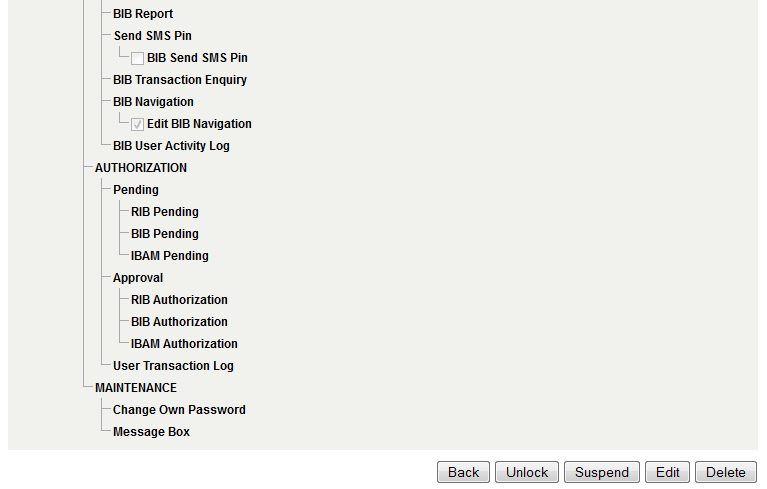 BIB Report
Send SMS Pin
BIB Send SMS Pin
BIB Transaction Enquiry
BIB Navigation
Edit BIB Navigation
BIB User Activity Log
AUTHORIZATION
Pending
RIB Pending
BIB Pending
IBAM Pending
Approval
RIB Authorization
BIB Authorization
IBAM Authorization
User Transaction Log
MAINTENANCE
Change Own Password
Message Box
Back Unlock Suspend Edit Delete